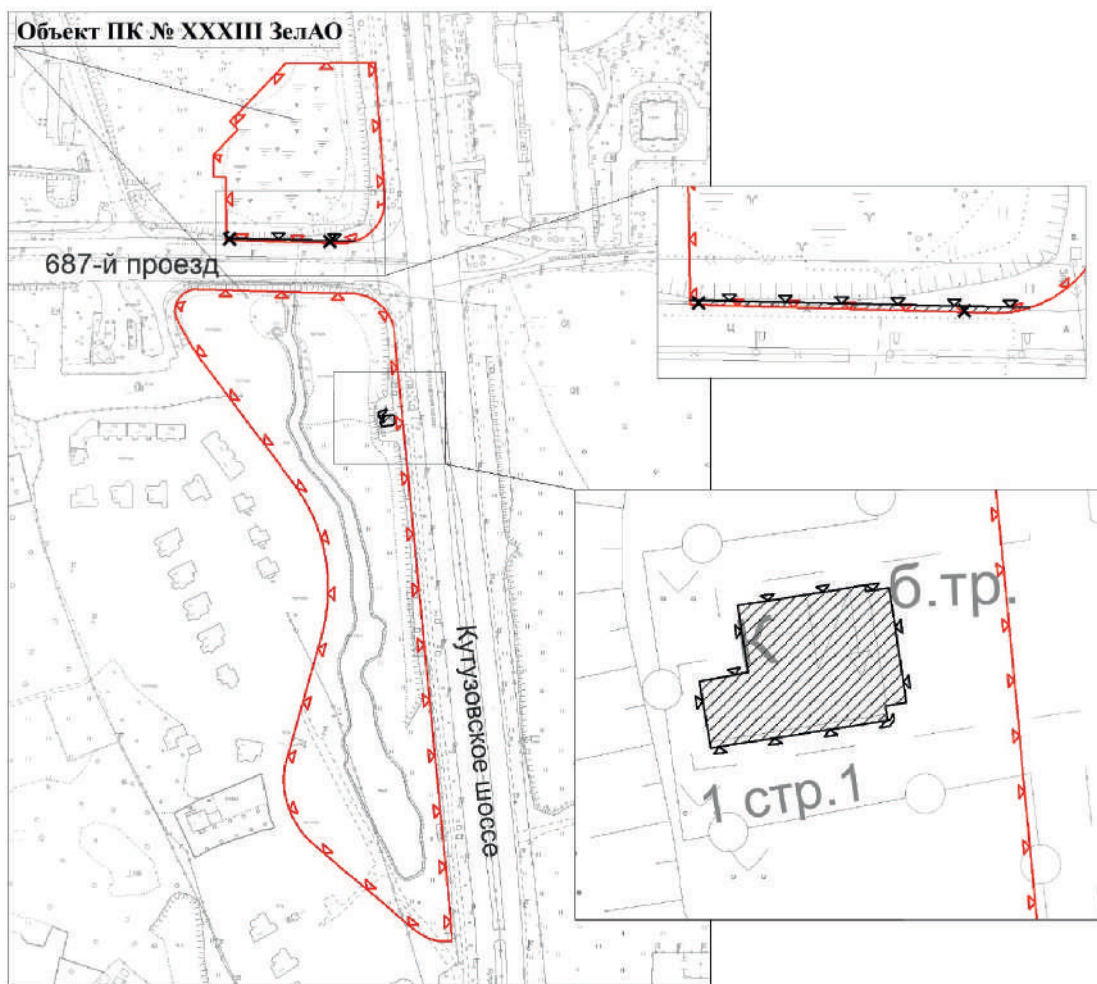 Объект ПК № XXXIII ЗелАО
687-й проезд
Кутузовское шоссе
Ц
А
б.тр.
К
1 стр.1